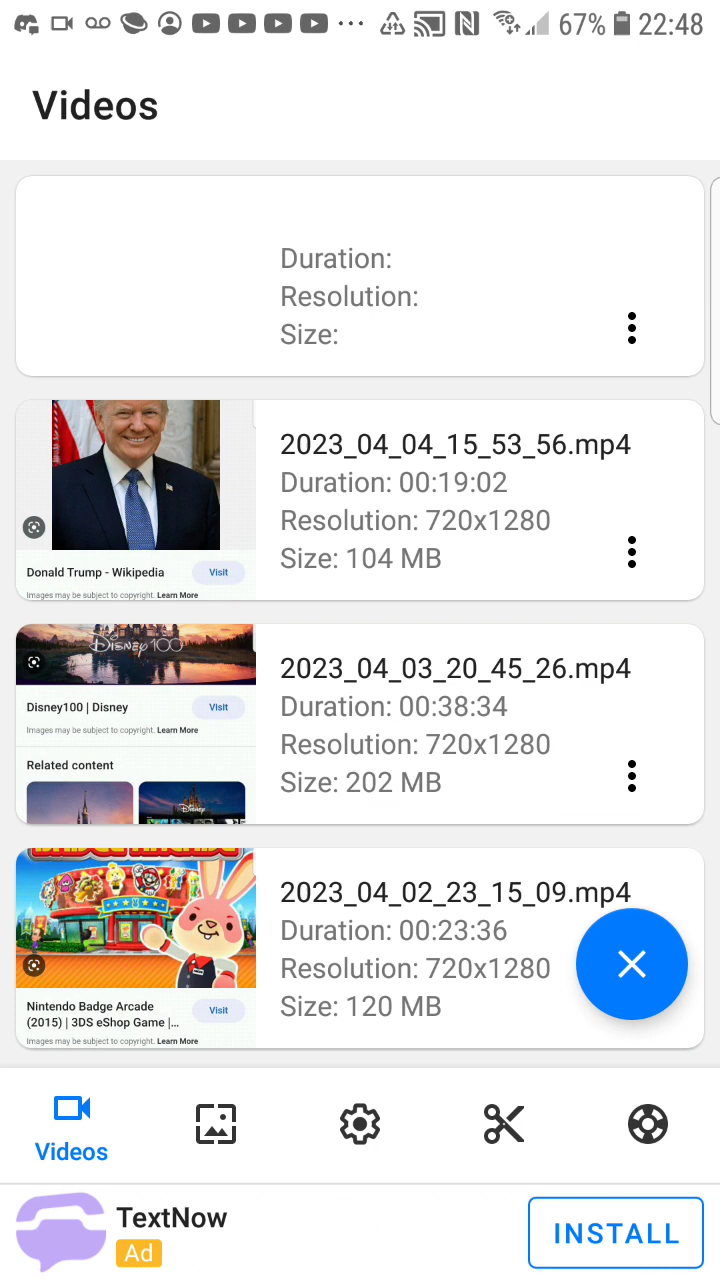 67% 22:48
Videos
Duration:
Resolution:
Size:
2023_04_04_15_53_56.mp4
Duration: 00:19:02
Resolution: 720x1280
Size: 104 MB
Donald Trump - Wikipedia
Visit
Images may be subject to copyright. Learn More
Disney100
2023_04_03_20_45_26.mp4
Duration: 00:38:34
Resolution: 720x1280
Size: 202 MB
Disney100 | Disney
Visit
Images may be subject to copyright. Learn More
Related content
Disney
2023_04_02_23_15_09.mp4
Duration: 00:23:36
Resolution: 720x1280
Size: 120 MB
Nintendo Badge Arcade
(2015) | 3DS eShop Game |...
Visit
Images may be subject to copyright. Learn More
Videos
TextNow
Ad
INSTALL